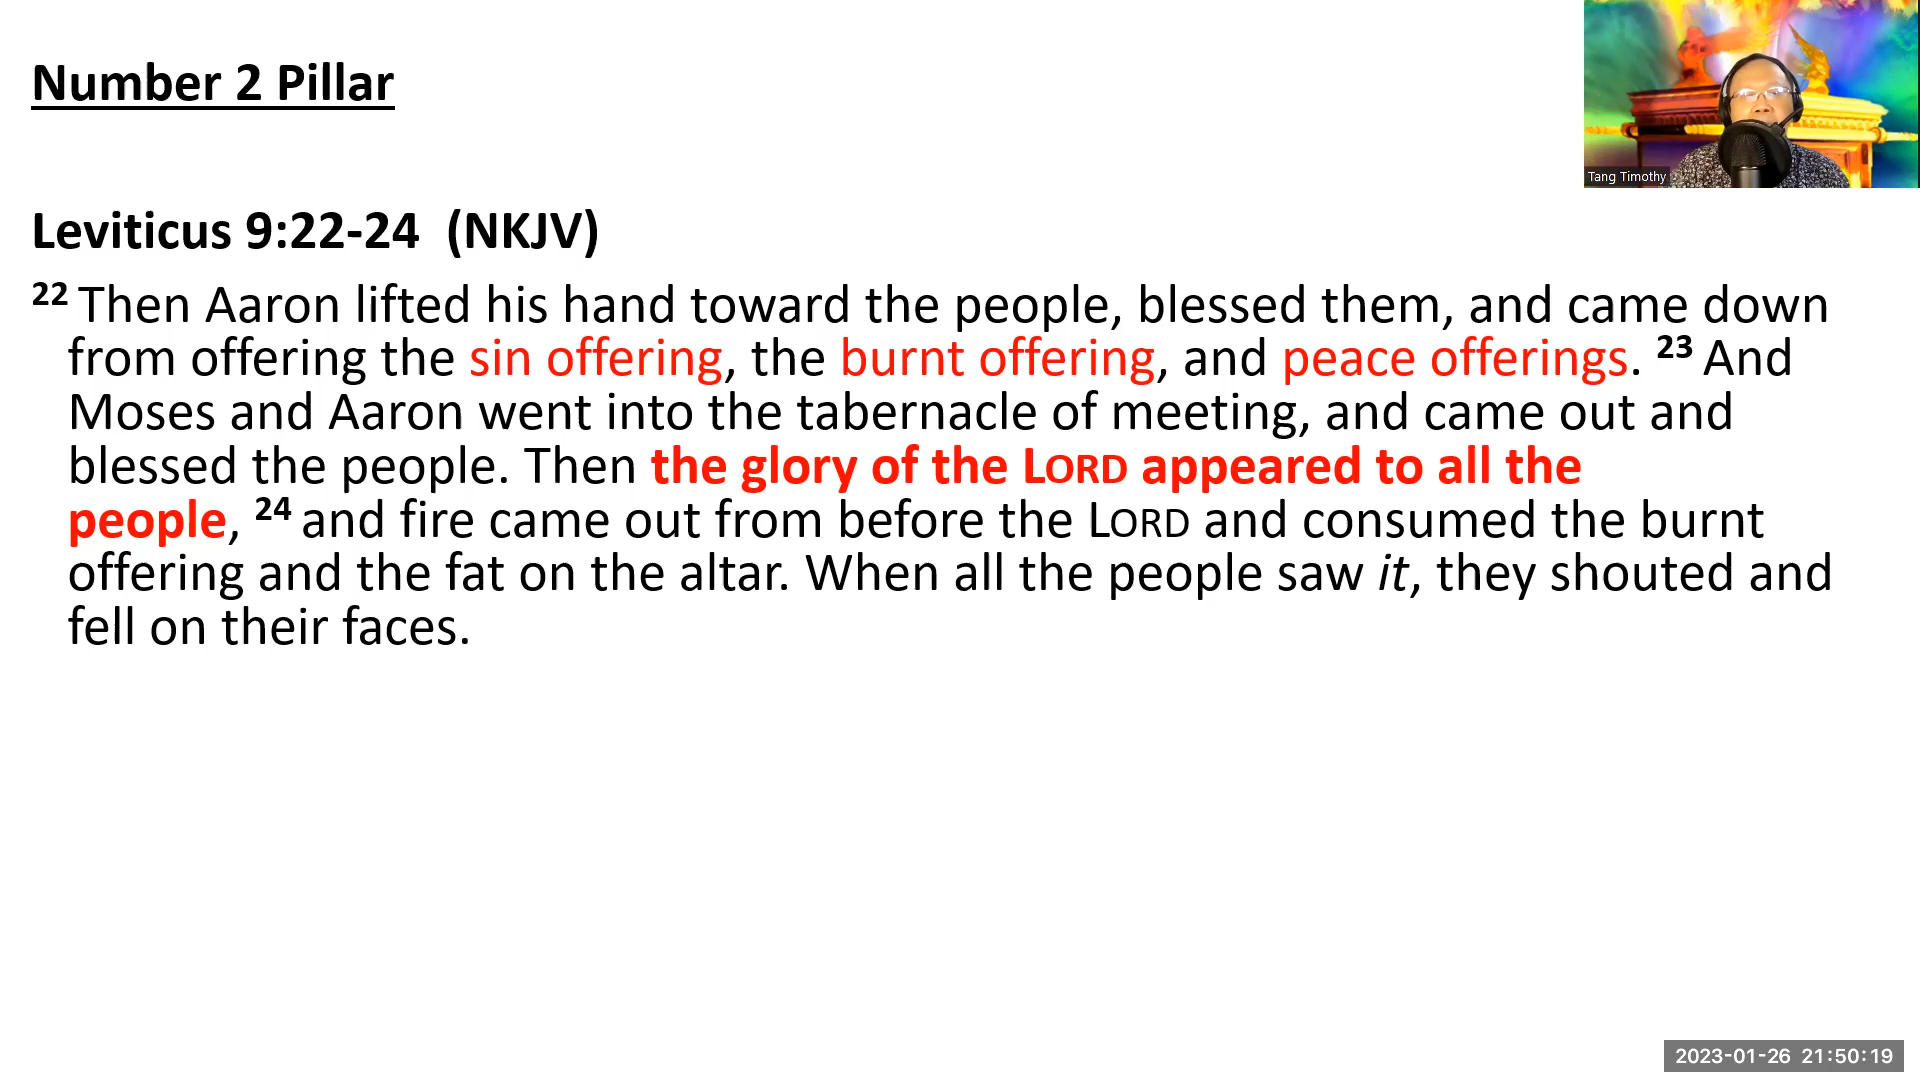 Number 2 Pillar
Tang Timothy
Leviticus 9:22-24 (NKJV)
22 Then Aaron lifted his hand toward the people, blessed them, and came down
from offering the sin offering, the burnt offering, and peace offerings. 23 And
Moses and Aaron went into the tabernacle of meeting, and came out and
blessed the people. Then the glory of the LORD appeared to all the
people, 24 and fire came out from before the LORD and consumed the burnt
offering and the fat on the altar. When all the people saw it, they shouted and
fell on their faces.
2023-01-26 21:50:19